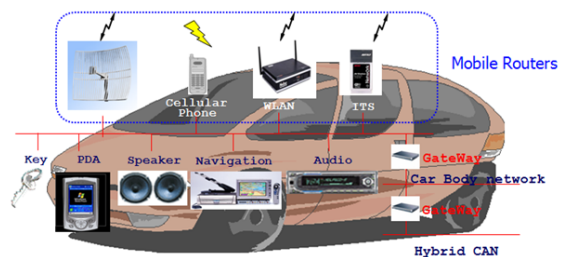 Mobile Routers
Cellular
Phone
WLAN
ITS
Key
PDA
Speaker
Navigation
Audio
GateWay
Car Body network
GateWay
Hybrid CAN